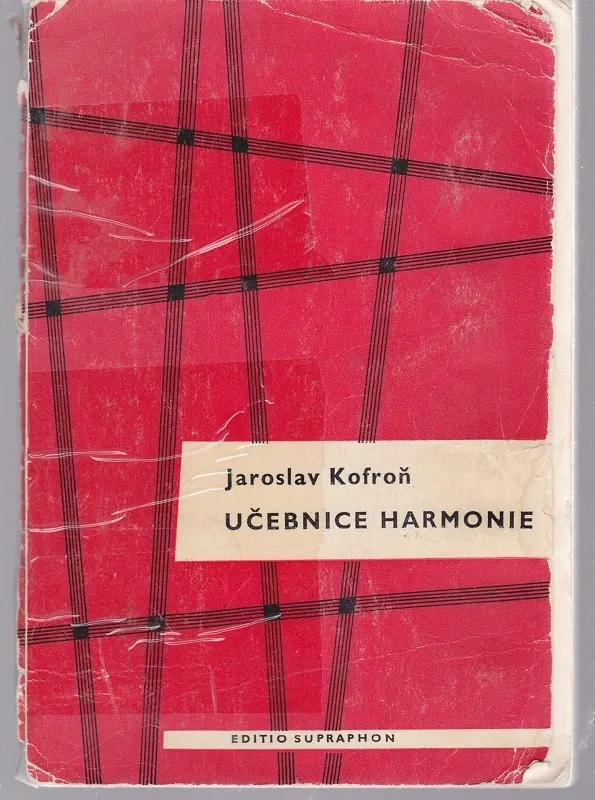 Jaroslav Kofroň
UČEBNICE HARMONIE
EDITIO SUPRAPHON